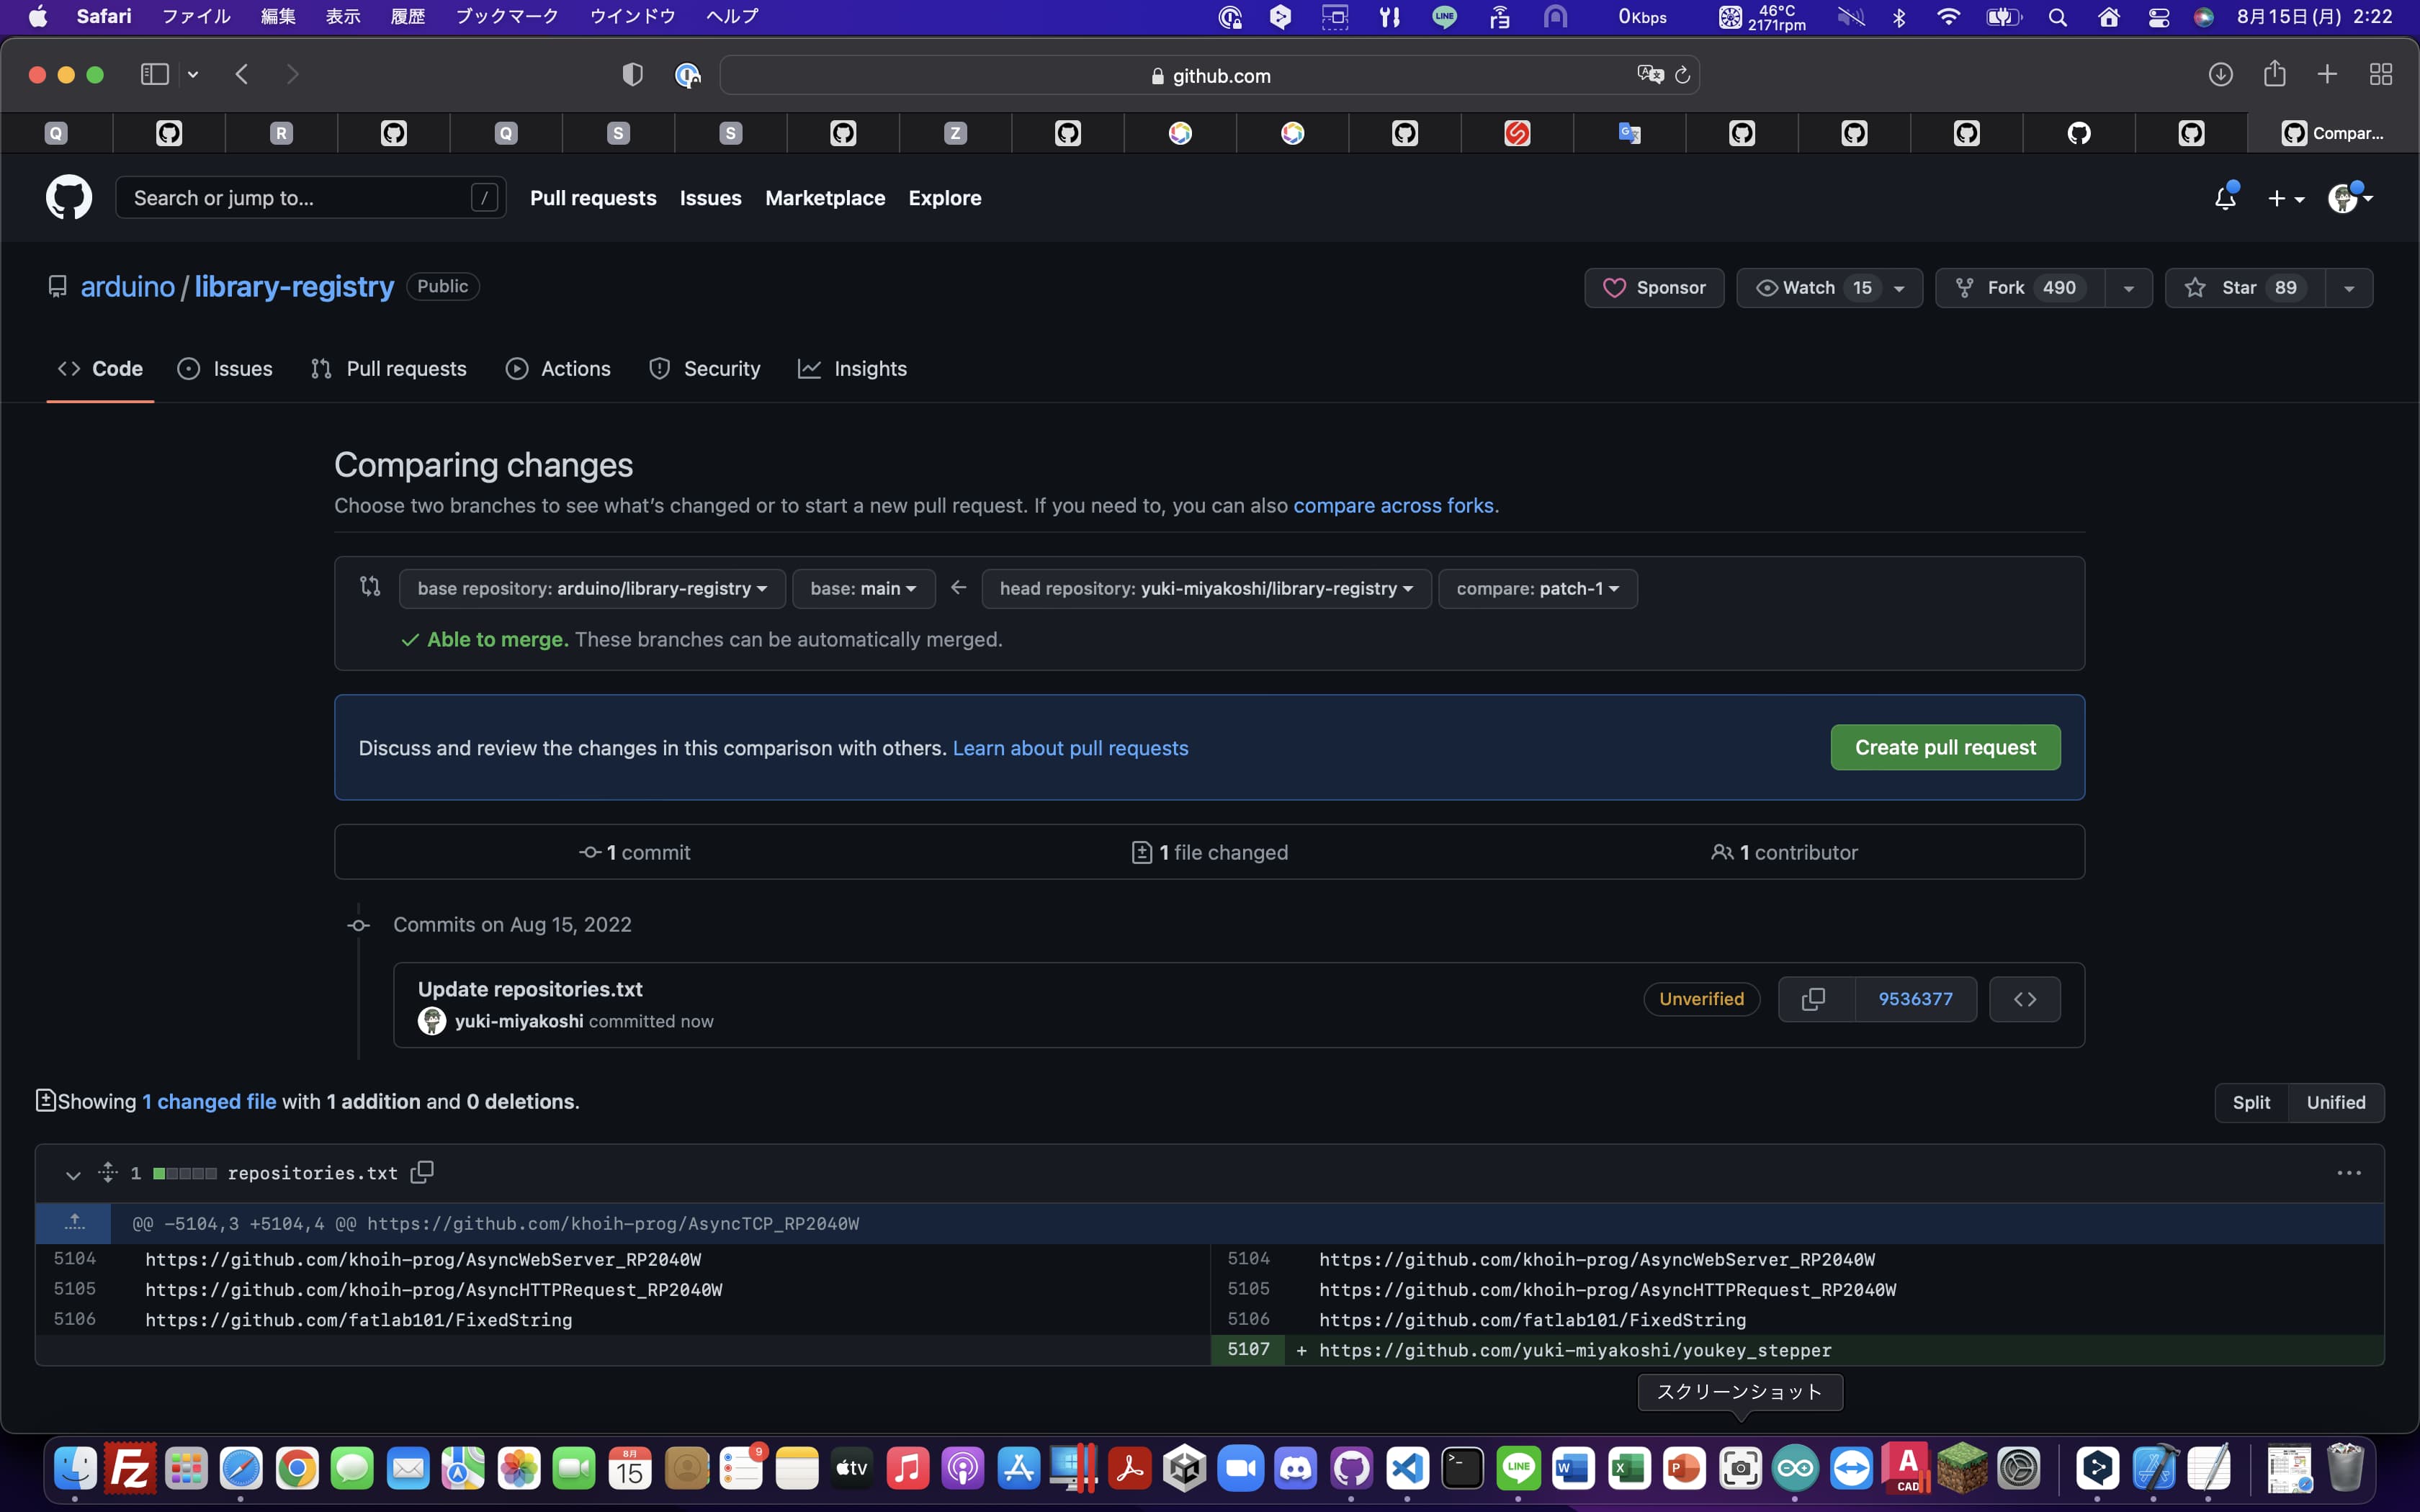 Safari ファイル 編集 表示 履歴 ブックマーク ウインドウ ヘルプ LINE 0Kbps 46°C 2171rpm 8月15日(月) 2:22
github.com
Q R Q S S Z Compar...
Search or jump to... / Pull requests Issues Marketplace Explore
arduino / library-registry Public Sponsor Watch 15 Fork 490 Star 89
Code Issues Pull requests Actions Security Insights
Comparing changes
Choose two branches to see what's changed or to start a new pull request. If you need to, you can also compare across forks.
base repository: arduino/library-registry base: main ← head repository: yuki-miyakoshi/library-registry compare: patch-1
Able to merge. These branches can be automatically merged.
Discuss and review the changes in this comparison with others. Learn about pull requests Create pull request
1 commit 1 file changed 1 contributor
Commits on Aug 15, 2022
Update repositories.txt Unverified 9536377
yuki-miyakoshi committed now
Showing 1 changed file with 1 addition and 0 deletions. Split Unified
1 repositories.txt
@@ -5104,3 +5104,4 @@ https://github.com/khoih-prog/AsyncTCP_RP2040W
5104 https://github.com/khoih-prog/AsyncWebServer_RP2040W 5104 https://github.com/khoih-prog/AsyncWebServer_RP2040W
5105 https://github.com/khoih-prog/AsyncHTTPRequest_RP2040W 5105 https://github.com/khoih-prog/AsyncHTTPRequest_RP2040W
5106 https://github.com/fatlab101/FixedString 5106 https://github.com/fatlab101/FixedString
5107 + https://github.com/yuki-miyakoshi/youkey_stepper
スクリーンショット
Fz 8月 15 9 tv LINE W X P A CAD